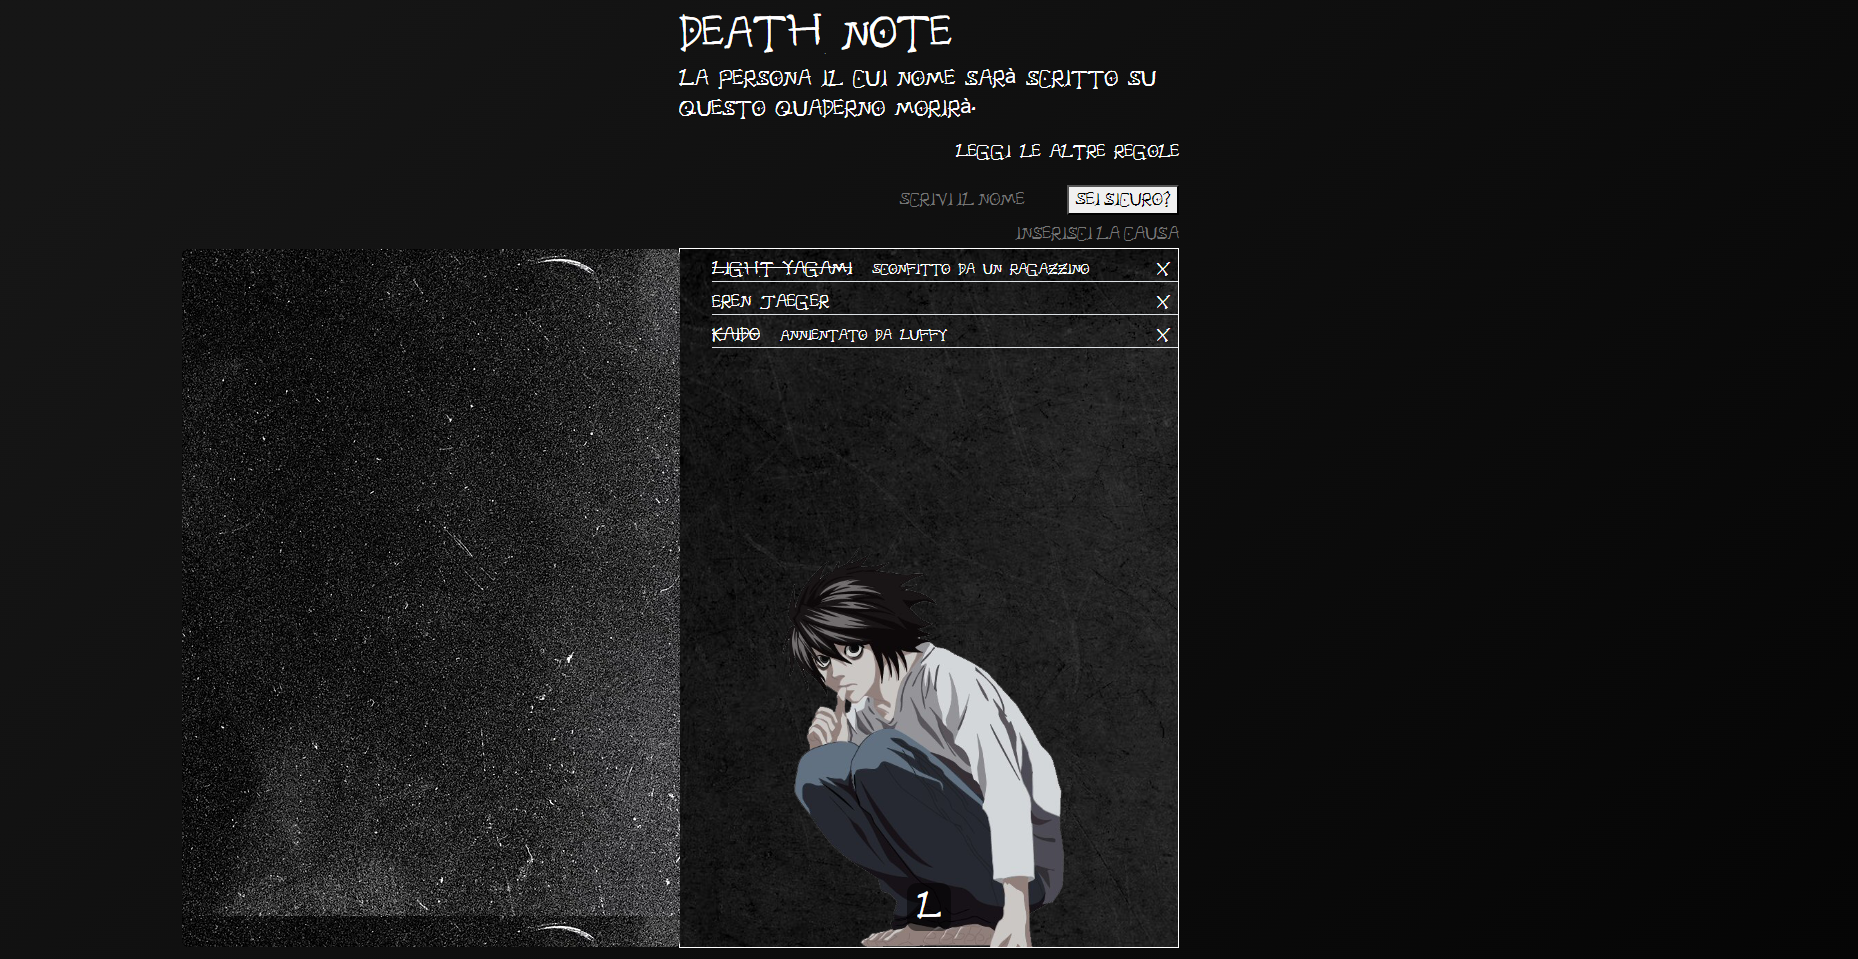 DEATH NOTE
LA PERSONA IL CUI NOME SARà SCRITTO SU
QUESTO QUADERNO MORIRà.
LEGGI LE ALTRE REGOLE
SCRIVI IL NOME SEI SICURO?
INSERISCI LA CAUSA
LIGHT YAGAMI SCONFITTO DA UN RAGAZZINO X
EREN JAEGER X
KAIDO ANNIENTATO DA LUFFY X
L